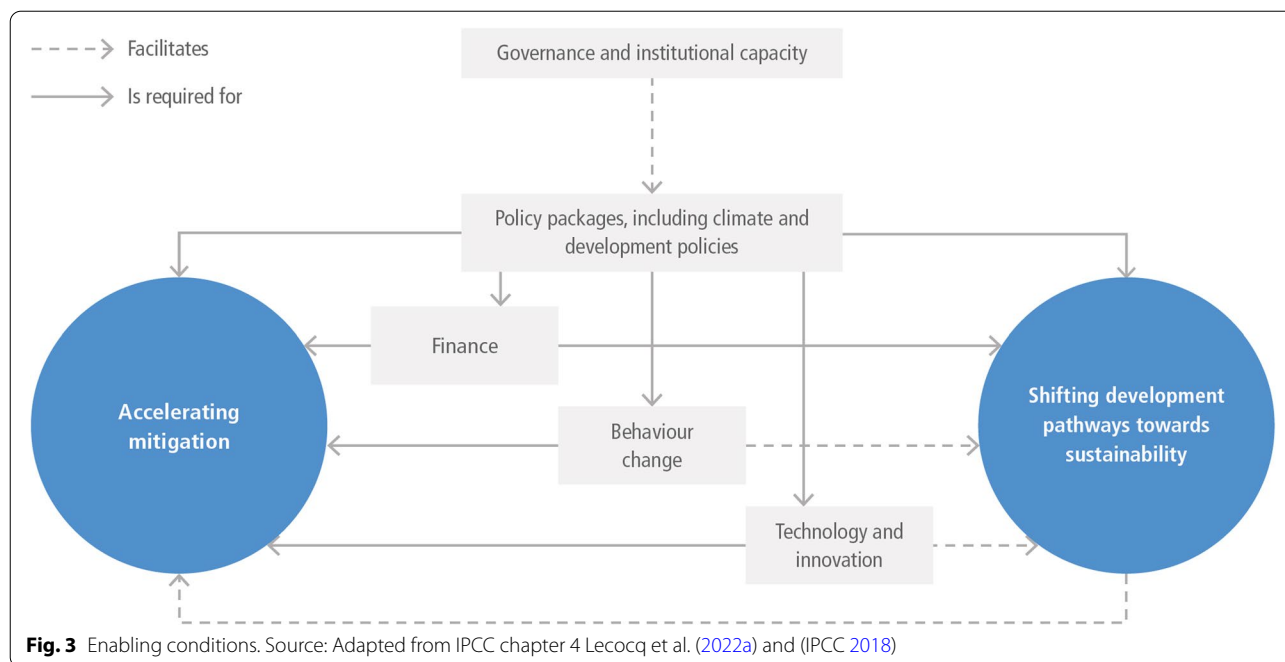 Facilitates
Is required for
Governance and institutional capacity
Policy packages, including climate and
development policies
Finance
Accelerating
mitigation
Behaviour
change
Shifting development
pathways towards
sustainability
Technology and
innovation
Fig. 3 Enabling conditions. Source: Adapted from IPCC chapter 4 Lecocq et al. (2022a) and (IPCC 2018)